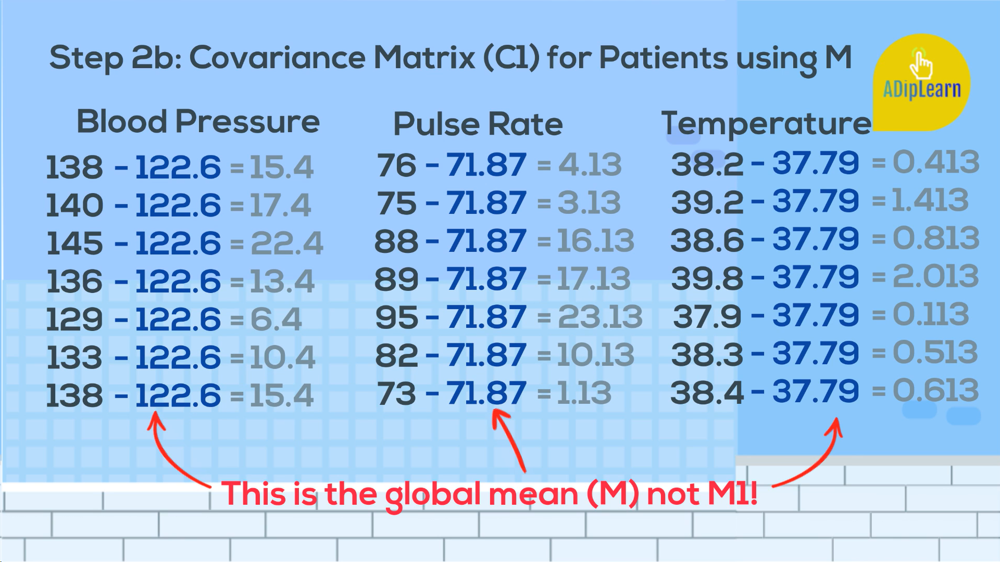 Step 2b: Covariance Matrix (C1) for Patients using M
ADipLearn
Blood Pressure Pulse Rate Temperature
138 - 122.6 = 15.4 76 - 71.87 = 4.13 38.2 - 37.79 = 0.413
140 - 122.6 = 17.4 75 - 71.87 = 3.13 39.2 - 37.79 = 1.413
145 - 122.6 = 22.4 88 - 71.87 = 16.13 38.6 - 37.79 = 0.813
136 - 122.6 = 13.4 89 - 71.87 = 17.13 39.8 - 37.79 = 2.013
129 - 122.6 = 6.4 95 - 71.87 = 23.13 37.9 - 37.79 = 0.113
133 - 122.6 = 10.4 82 - 71.87 = 10.13 38.3 - 37.79 = 0.513
138 - 122.6 = 15.4 73 - 71.87 = 1.13 38.4 - 37.79 = 0.613
This is the global mean (M) not M1!